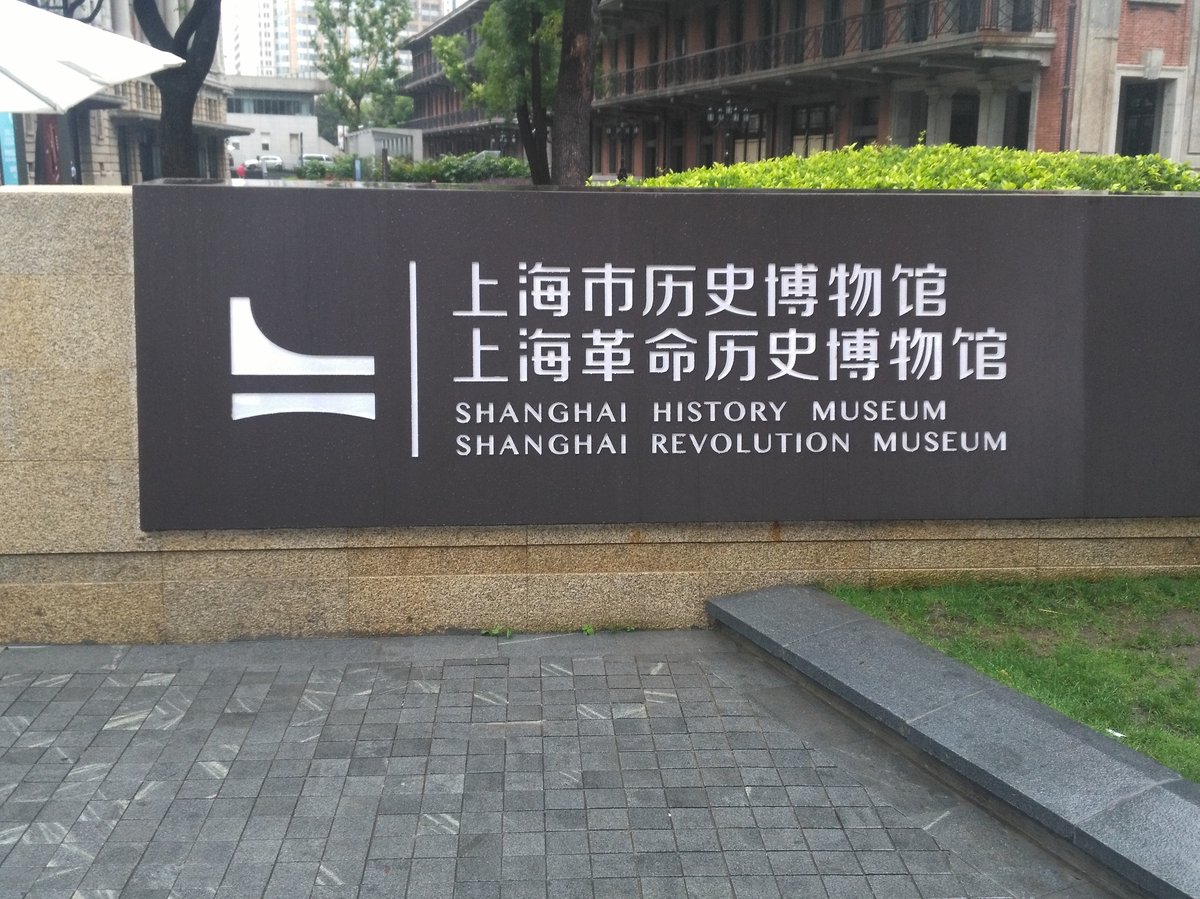 上海市历史博物馆
上海革命历史博物馆
SHANGHAI HISTORY MUSEUM
SHANGHAI REVOLUTION MUSEUM